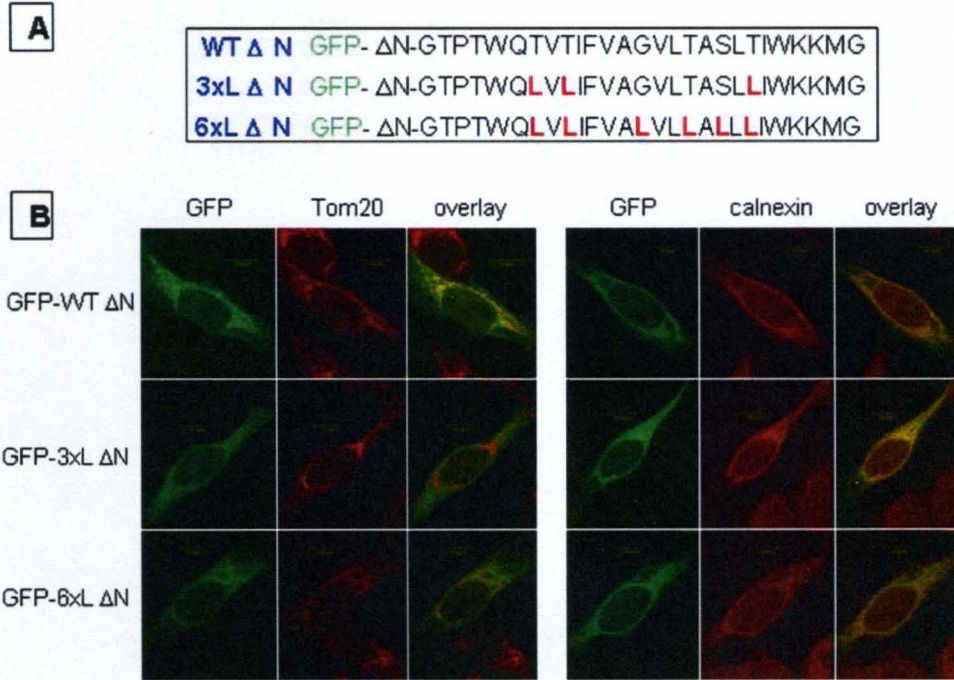 A
WT Δ N GFP- ΔN-GTPTWQTVTIFVAGVLTASLTIWKKMG
3xL Δ N GFP- ΔN-GTPTWQLVLIFVAGVLTASLLIWKKMG
6xL Δ N GFP- ΔN-GTPTWQLVLIFVALVLLALLLIWKKMG
B
GFP Tom20 overlay GFP calnexin overlay
GFP-WT ΔN
GFP-3xL ΔN
GFP-6xL ΔN